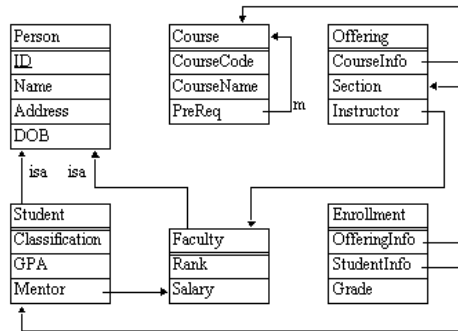 Person
ID
Name
Address
DOB
Course
CourseCode
CourseName
PreReq
m
Offering
CourseInfo
Section
Instructor
isa
isa
Student
Classification
GPA
Mentor
Faculty
Rank
Salary
Enrollment
OfferingInfo
StudentInfo
Grade